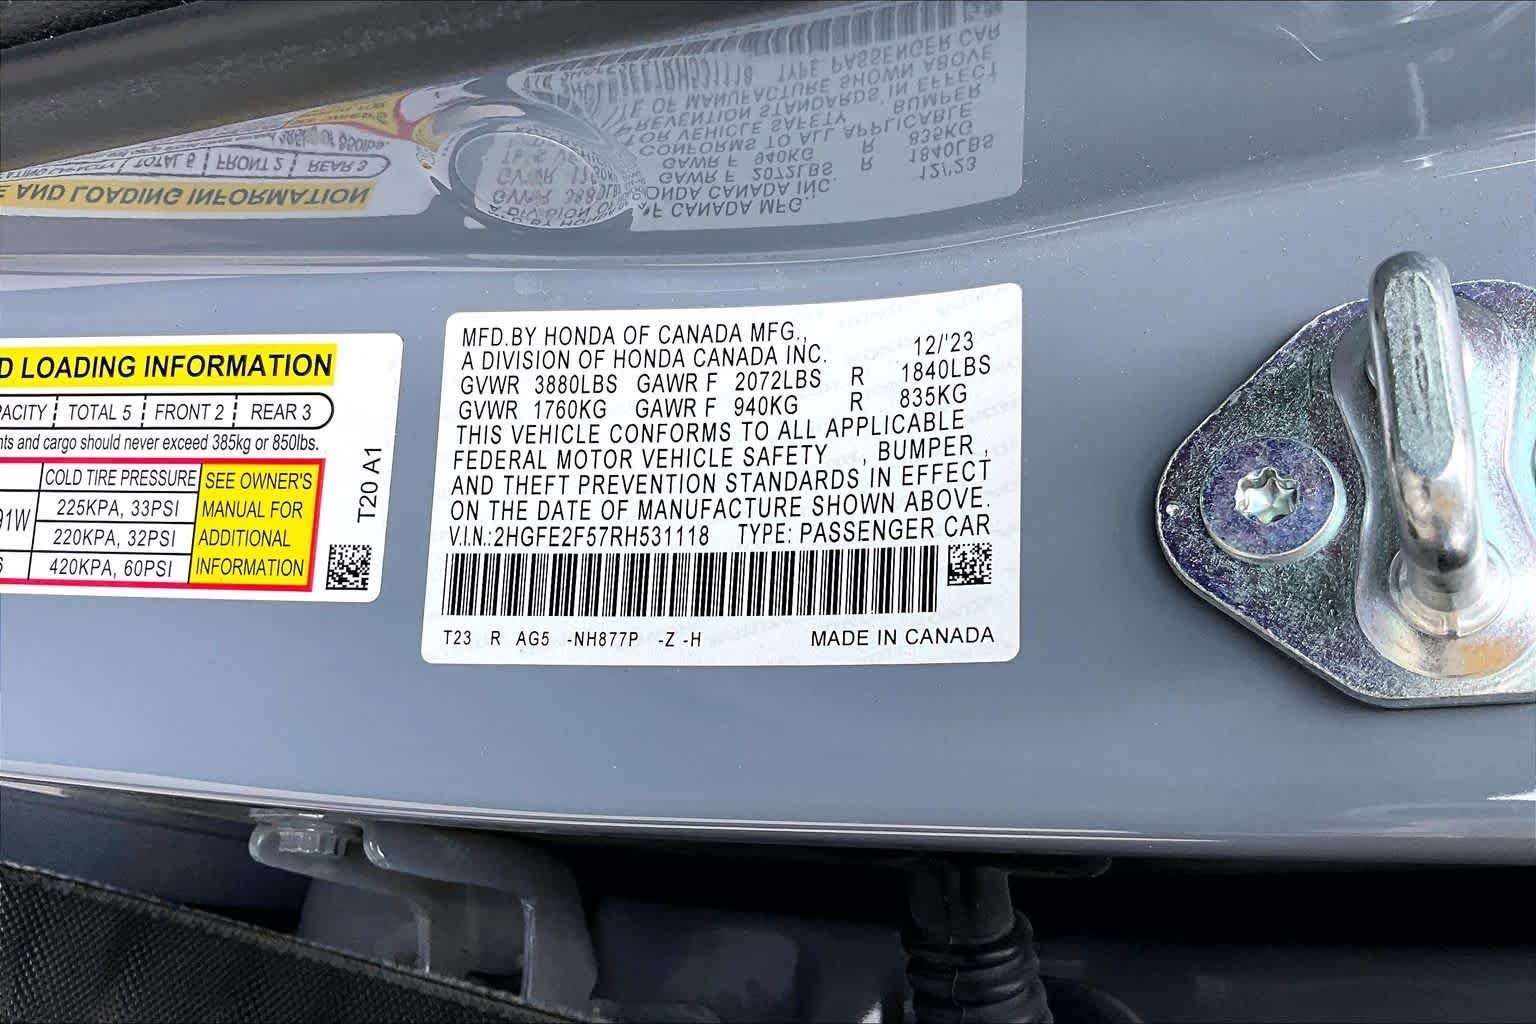 D LOADING INFORMATION
PACITY TOTAL 5 FRONT 2 REAR 3
nts and cargo should never exceed 385kg or 850lbs.
COLD TIRE PRESSURE
91W 225KPA, 33PSI
220KPA, 32PSI
6 420KPA, 60PSI
SEE OWNER'S
MANUAL FOR
ADDITIONAL
INFORMATION
T20 A1
MFD.BY HONDA OF CANADA MFG.,
A DIVISION OF HONDA CANADA INC. 12/'23
GVWR 3880LBS GAWR F 2072LBS R 1840LBS
GVWR 1760KG GAWR F 940KG R 835KG
THIS VEHICLE CONFORMS TO ALL APPLICABLE
FEDERAL MOTOR VEHICLE SAFETY , BUMPER ,
AND THEFT PREVENTION STANDARDS IN EFFECT
ON THE DATE OF MANUFACTURE SHOWN ABOVE.
V.I.N.:2HGFE2F57RH531118 TYPE: PASSENGER CAR
T23 R AG5 -NH877P -Z -H MADE IN CANADA